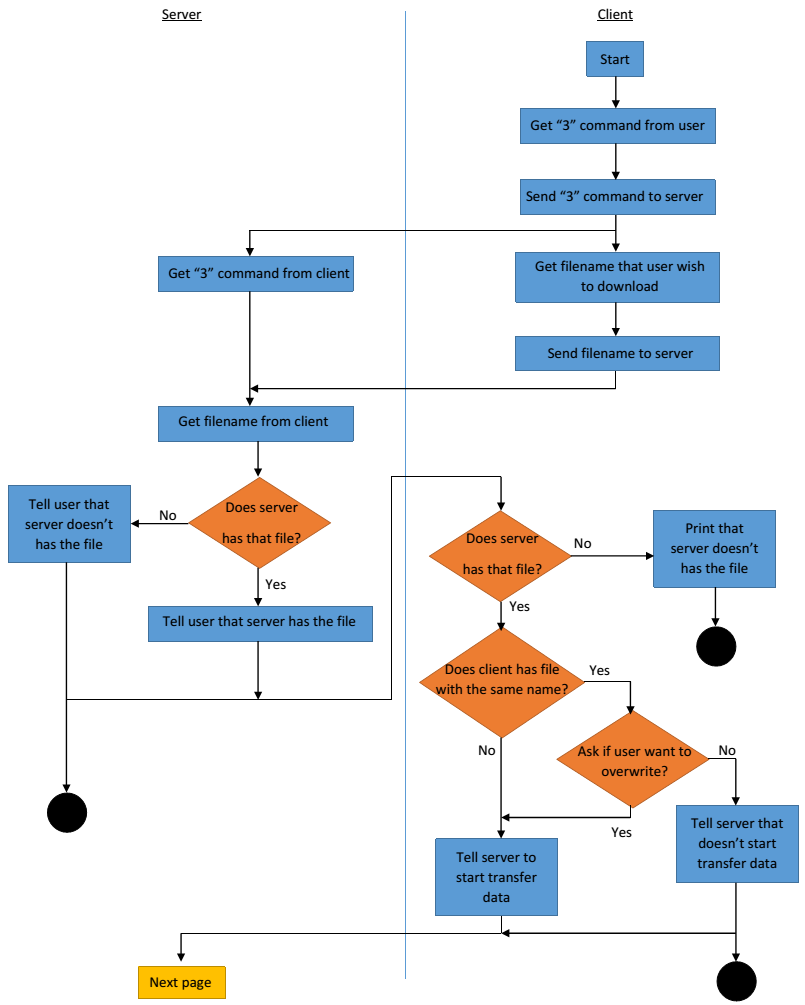 Server
Client
Start
Get “3” command from user
Send “3” command to server
Get “3” command from client
Get filename that user wish
to download
Send filename to server
Get filename from client
Does server
has that file?
No
Tell user that
server doesn’t
has the file
Yes
Tell user that server has the file
Does server
has that file?
No
Print that
server doesn’t
has the file
Yes
Does client has file
with the same name?
Yes
No
Ask if user want to
overwrite?
No
Yes
Tell server to
start transfer
data
Tell server that
doesn’t start
transfer data
Next page